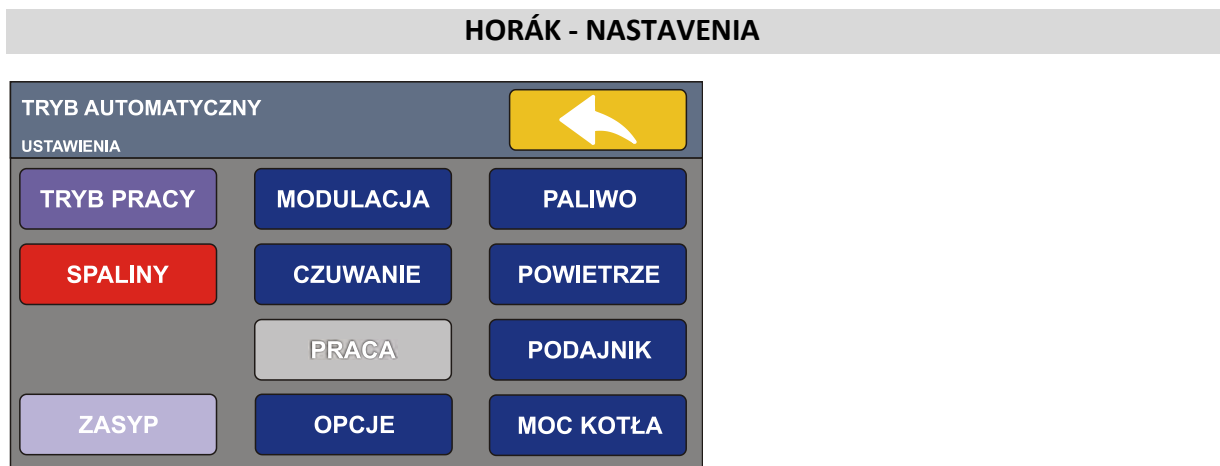 HORÁK - NASTAVENIA
TRYB AUTOMATYCZNY
USTAWIENIA
TRYB PRACY
MODULACJA
PALIWO
SPALINY
CZUWANIE
POWIETRZE
PRACA
PODAJNIK
ZASYP
OPCJE
MOC KOTŁA